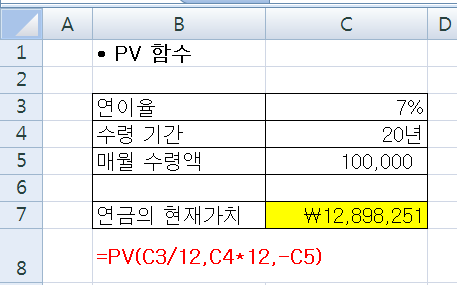 A B C D
1 • PV 함수
2
3 연이율 7%
4 수령 기간 20년
5 매월 수령액 100,000
6
7 연금의 현재가치 ₩12,898,251
8 =PV(C3/12,C4*12,-C5)